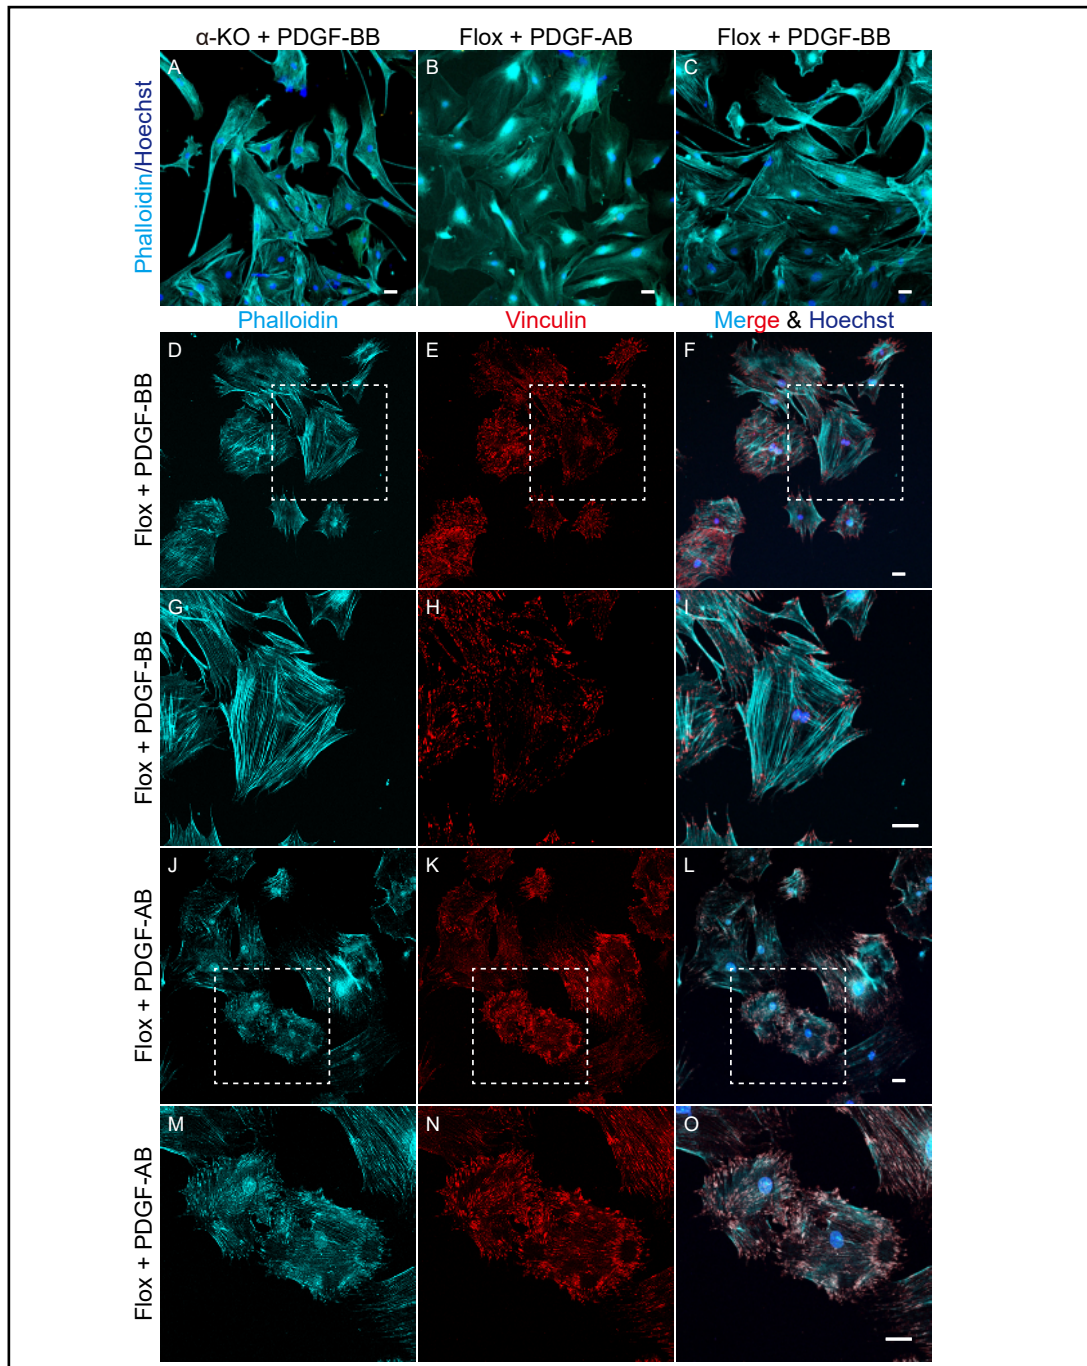 α-KO + PDGF-BB
Flox + PDGF-AB
Flox + PDGF-BB
Phalloidin/Hoechst
A
B
C
Phalloidin
Vinculin
Merge & Hoechst
Flox + PDGF-BB
D
E
F
Flox + PDGF-BB
G
H
I
Flox + PDGF-AB
J
K
L
Flox + PDGF-AB
M
N
O